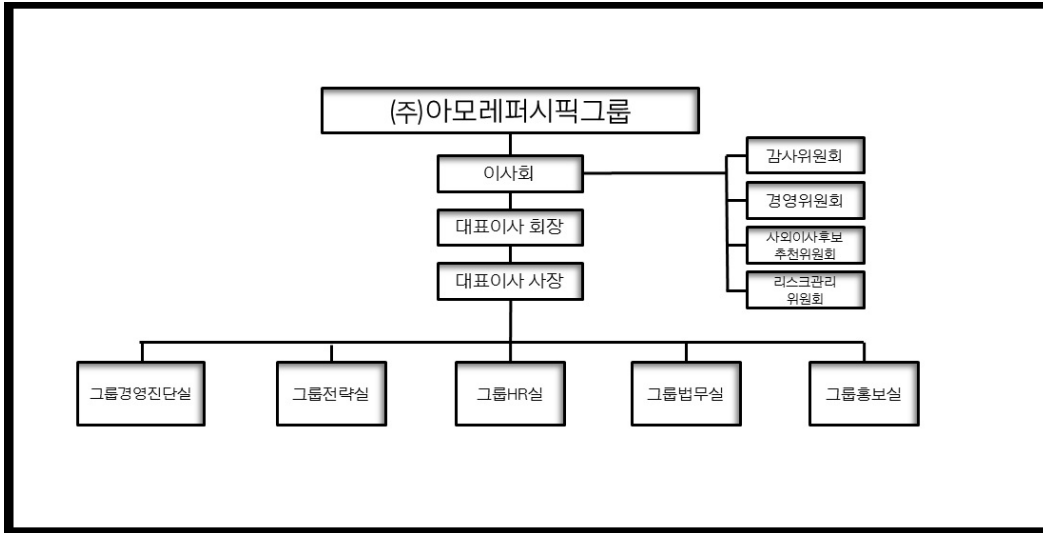 (주)아모레퍼시픽그룹
이사회
감사위원회
경영위원회
사외이사후보
추천위원회
리스크관리
위원회
대표이사 회장
대표이사 사장
그룹경영진단실
그룹전략실
그룹HR실
그룹법무실
그룹홍보실